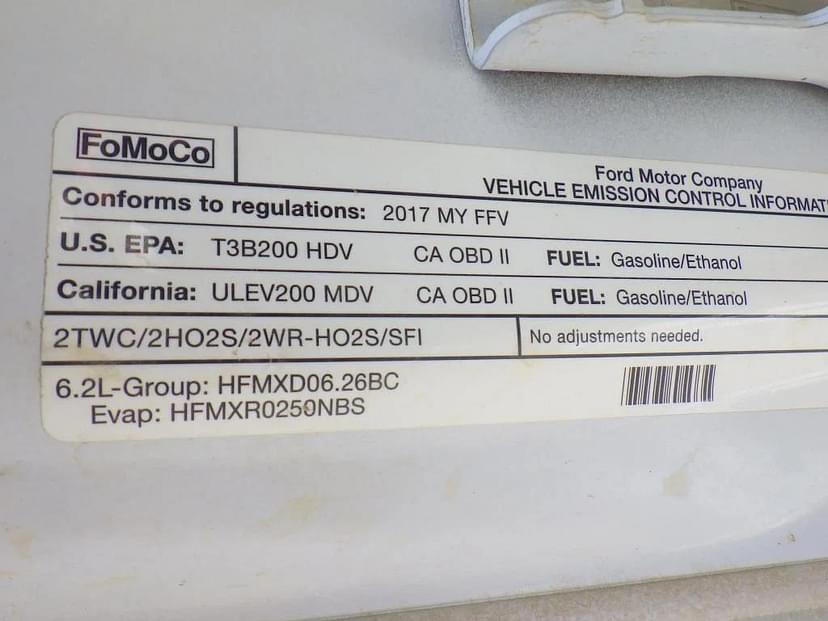 FoMoCo
Ford Motor Company
VEHICLE EMISSION CONTROL
Conforms to regulations: 2017 MY FFV
U.S. EPA: T3B200 HDV CA OBD II FUEL: Gasoline/Ethanol
California: ULEV200 MDV CA OBD II FUEL: Gasoline/Ethanol
2TWC/2HO2S/2WR-HO2S/SFI No adjustments needed.
6.2L-Group: HFMXD06.26BC
Evap: HFMXR0250NBS